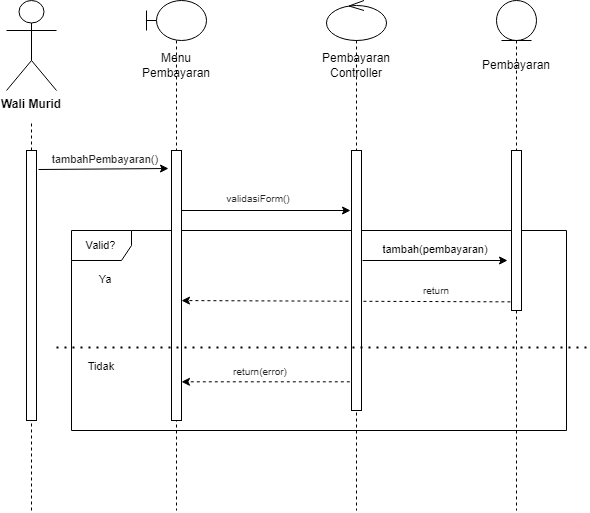 Wali Murid
Menu
Pembayaran
Pembayaran
Controller
Pembayaran
tambahPembayaran()
validasiForm()
Valid?
tambah(pembayaran)
Ya
return
Tidak
return(error)